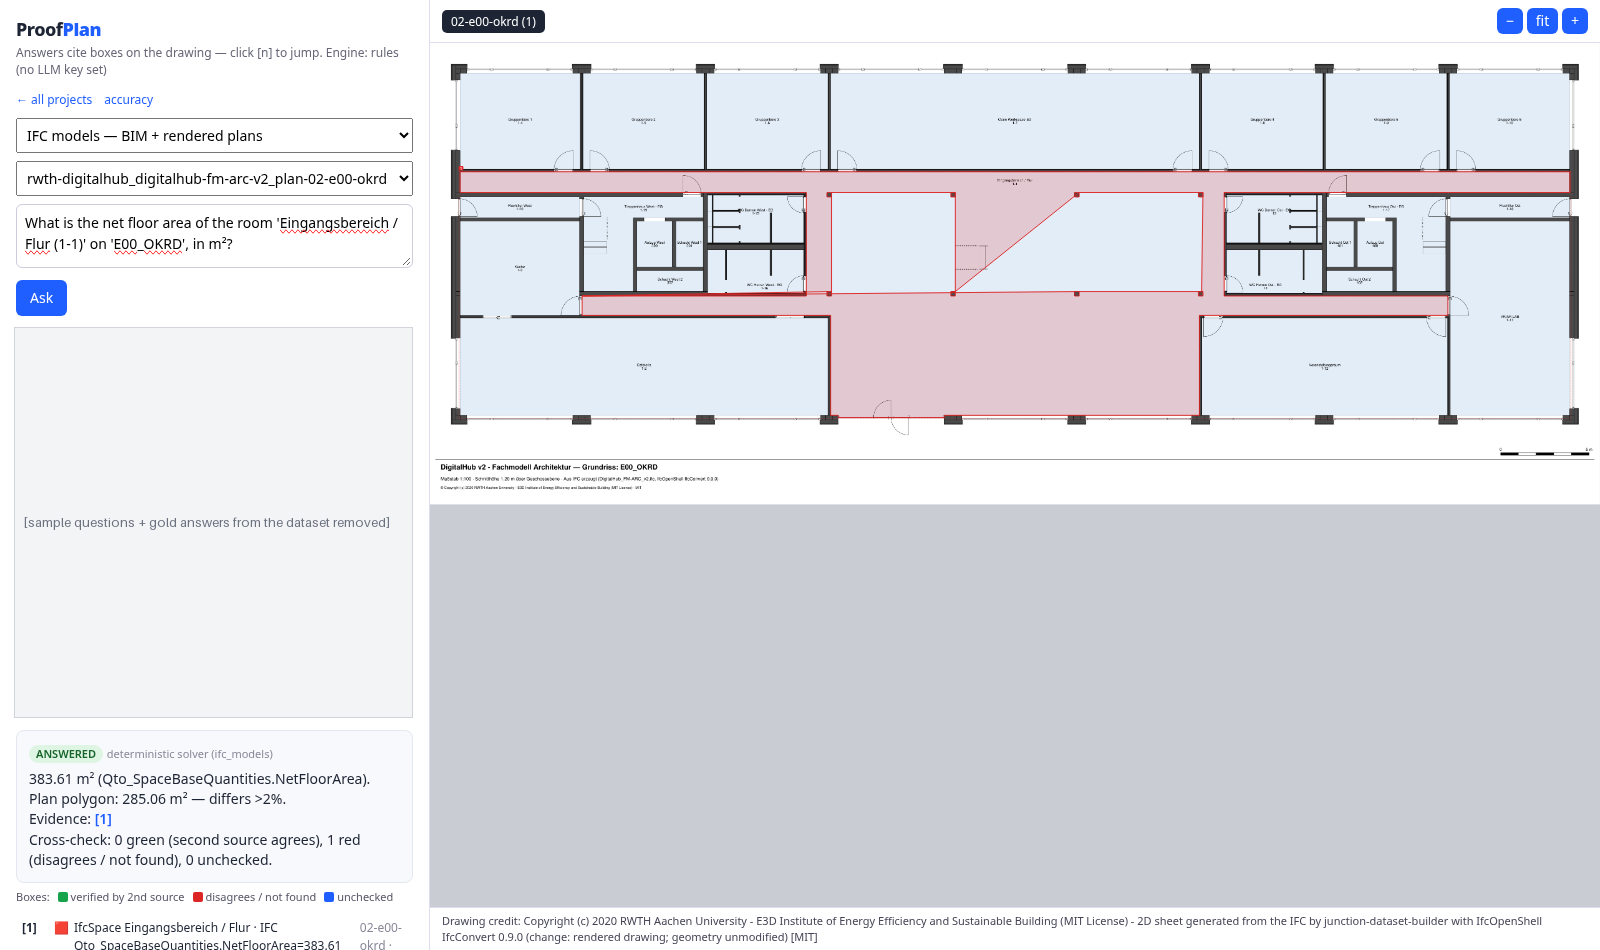 ProofPlan
Answers cite boxes on the drawing — click [n] to jump. Engine: rules
(no LLM key set)
← all projects accuracy
IFC models — BIM + rendered plans
rwth-digitalhub_digitalhub-fm-arc-v2_plan-02-e00-okrd
What is the net floor area of the room 'Eingangsbereich /
Flur (1-1)' on 'E00_OKRD', in m²?
Ask
[sample questions + gold answers from the dataset removed]
ANSWERED deterministic solver (ifc_models)
383.61 m² (Qto_SpaceBaseQuantities.NetFloorArea).
Plan polygon: 285.06 m² — differs >2%.
Evidence: [1]
Cross-check: 0 green (second source agrees), 1 red
(disagrees / not found), 0 unchecked.
Boxes: verified by 2nd source disagrees / not found unchecked
[1] IfcSpace Eingangsbereich / Flur · IFC 02-e00-
Qto_SpaceBaseQuantities.NetFloorArea=383.61 okrd ·
02-e00-okrd (1)
− fit +
DigitalHub v2 - Fachmodell Architektur — Grundriss: E00_OKRD
Drawing credit: Copyright (c) 2020 RWTH Aachen University - E3D Institute of Energy Efficiency and Sustainable Building (MIT License) - 2D sheet generated from the IFC by junction-dataset-builder with IfcOpenShell
IfcConvert 0.9.0 (change: rendered drawing; geometry unmodified) [MIT]